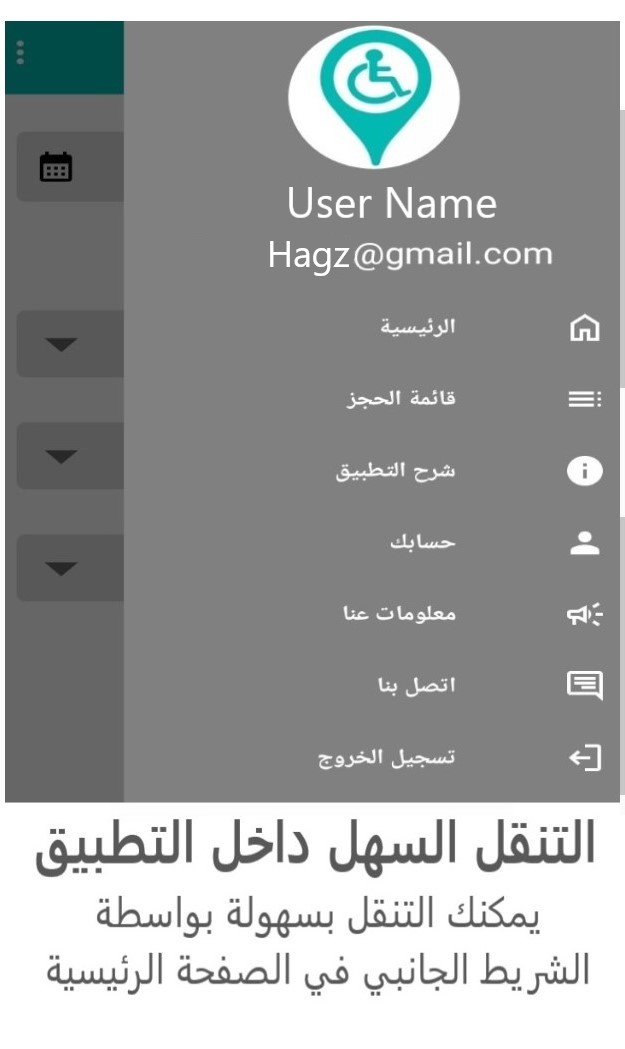 User Name
Hagz@gmail.com
الرئيسية
قائمة الحجز
شرح التطبيق
حسابك
معلومات عنا
اتصل بنا
تسجيل الخروج
التنقل السهل داخل التطبيق
يمكنك التنقل بسهولة بواسطة
الشريط الجانبي في الصفحة الرئيسية